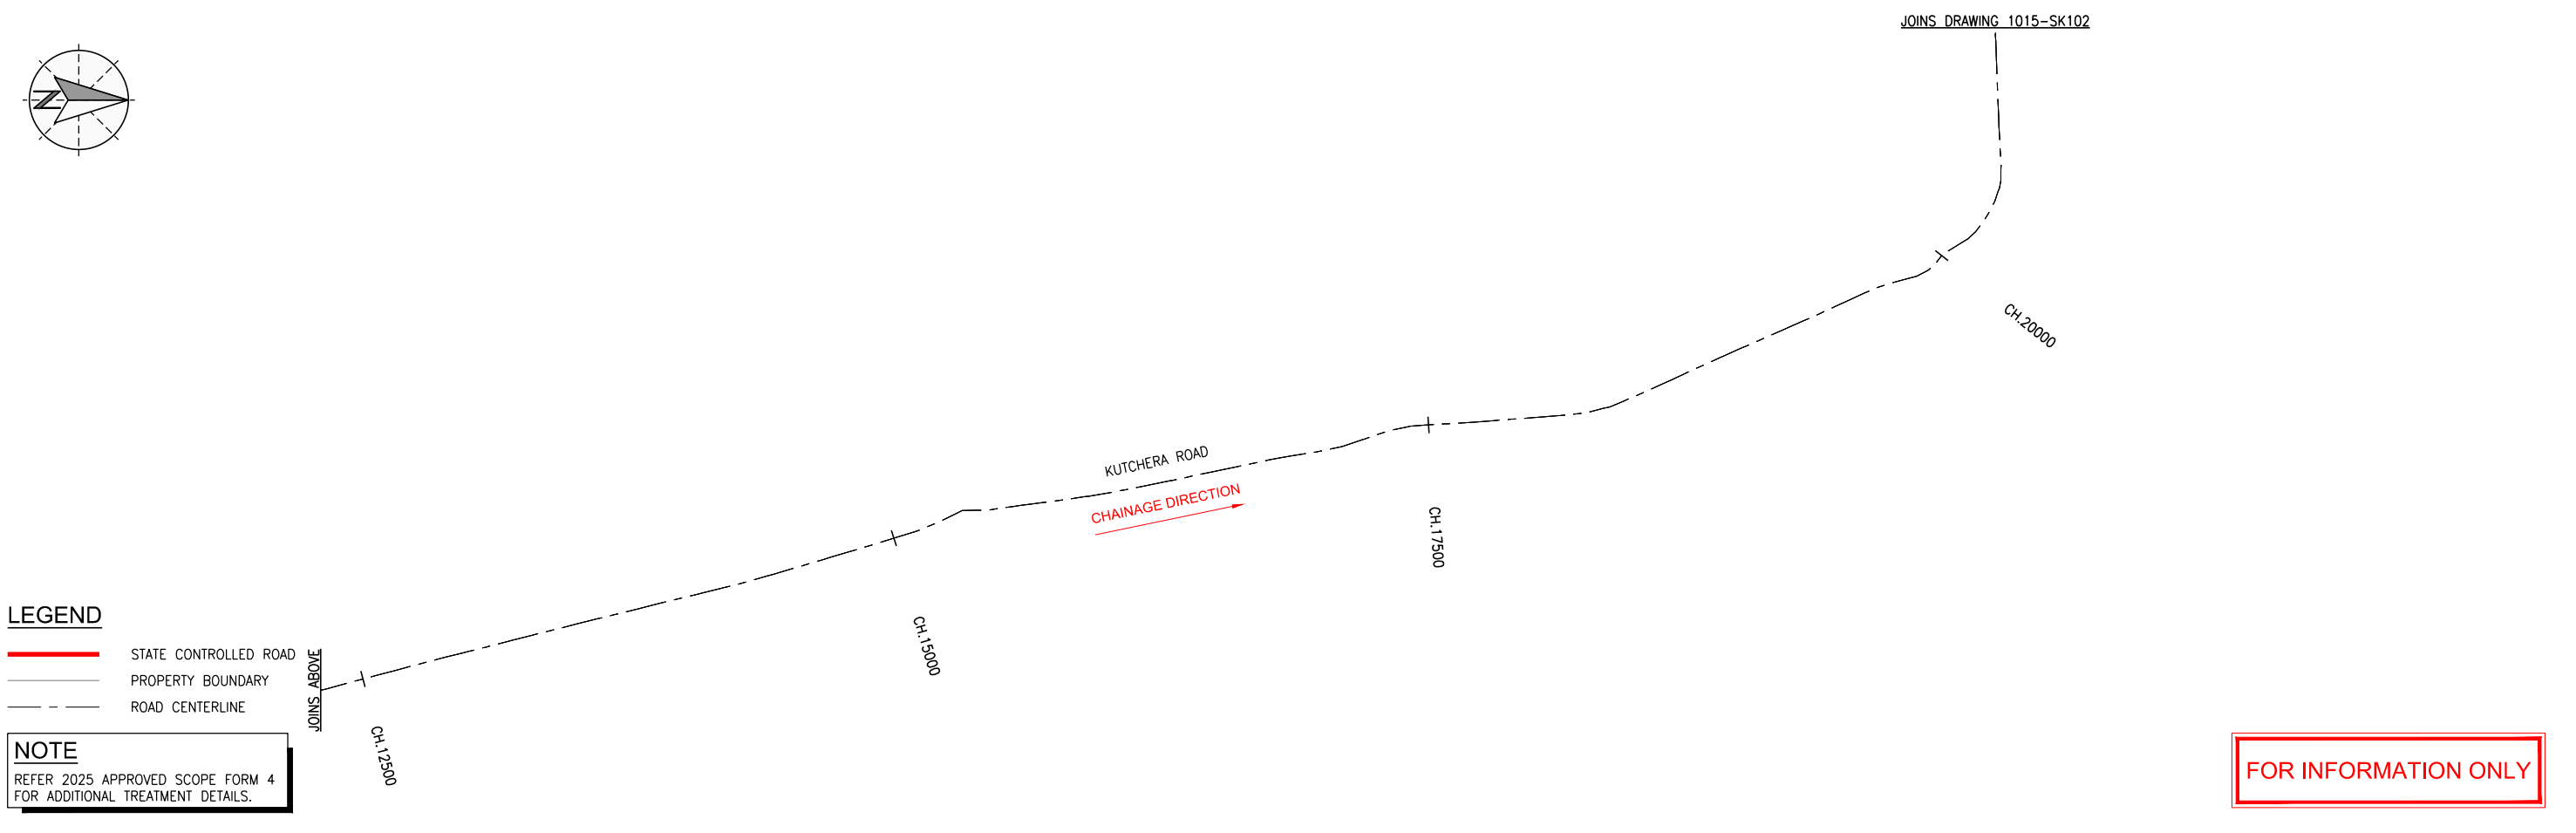 JOINS DRAWING 1015-SK102
N
CH.20000
KUTCHERA ROAD
CHAINAGE DIRECTION
CH.17500
CH.15000
LEGEND
STATE CONTROLLED ROAD
PROPERTY BOUNDARY
ROAD CENTERLINE
JOINS ABOVE
CH.12500
NOTE
REFER 2025 APPROVED SCOPE FORM 4
FOR ADDITIONAL TREATMENT DETAILS.
FOR INFORMATION ONLY